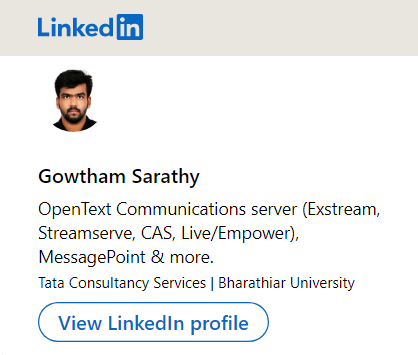 Linkedin
Gowtham Sarathy
OpenText Communications server (Exstream,
Streamserve, CAS, Live/Empower),
MessagePoint & more.
Tata Consultancy Services | Bharathiar University
View LinkedIn profile